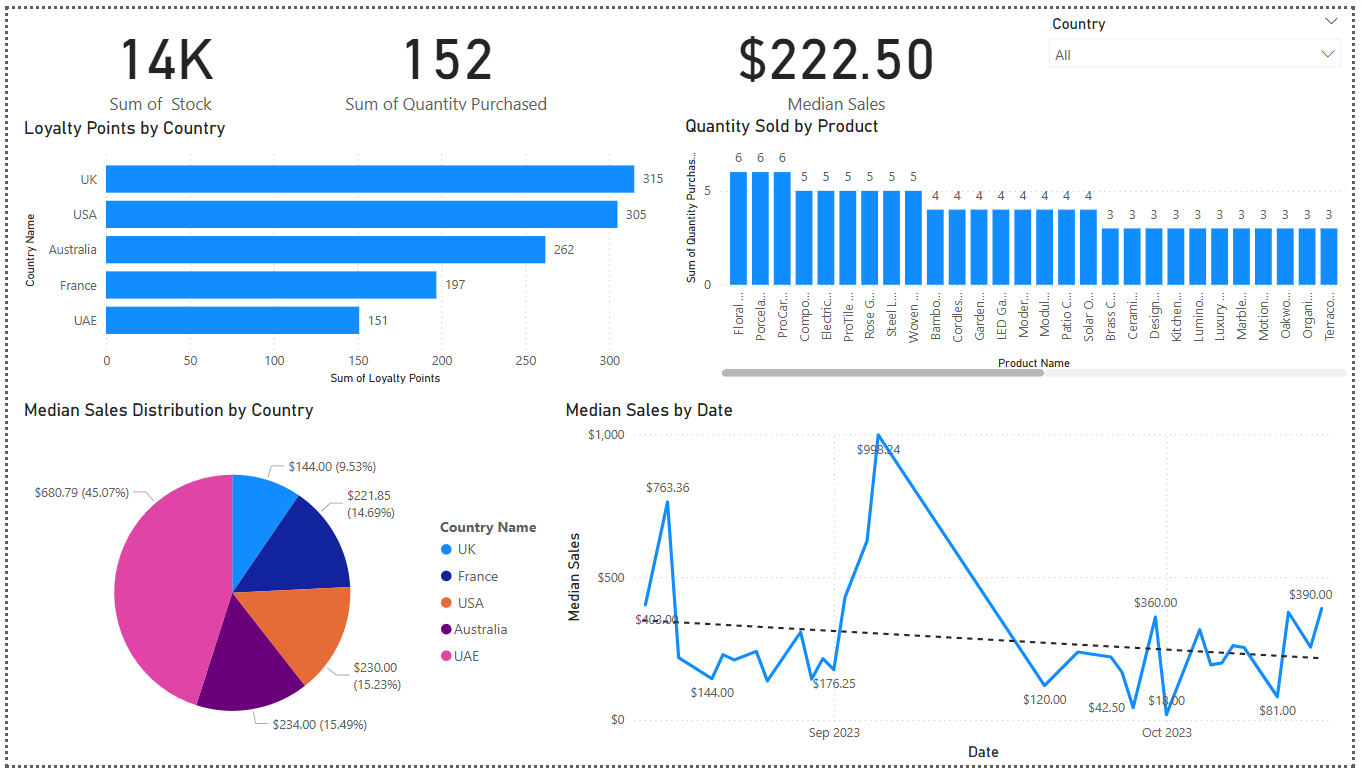 14K
Sum of Stock
152
Sum of Quantity Purchased
$222.50
Median Sales
Country
All
Loyalty Points by Country
Country Name
UK
315
USA
305
Australia
262
France
197
UAE
151
0 50 100 150 200 250 300
Sum of Loyalty Points
Quantity Sold by Product
Sum of Quantity Purchas...
5
0
6 6 6 5 5 5 5 5 5 4 4 4 4 4 4 4 4 3 3 3 3 3 3 3 3 3 3 3
Floral ...
Porcela...
ProCar...
Compo...
Electric...
ProTile ...
Rose G...
Steel L...
Woven ...
Bambo...
Cordles...
Garden...
LED Ga...
Moder...
Modul...
Patio C...
Solar O...
Brass C...
Cerami...
Design...
Kitchen...
Lumino...
Luxury ...
Marble...
Motion...
Oakwo...
Organi...
Terraco...
Product Name
Median Sales Distribution by Country
$144.00 (9.53%)
$221.85
(14.69%)
$230.00
(15.23%)
$234.00 (15.49%)
$680.79 (45.07%)
Country Name
UK
France
USA
Australia
UAE
Median Sales by Date
Median Sales
$1,000
$500
$0
$403.00
$763.36
$144.00
$176.25
$998.24
$120.00
$42.50
$360.00
$18.00
$81.00
$390.00
Sep 2023
Oct 2023
Date